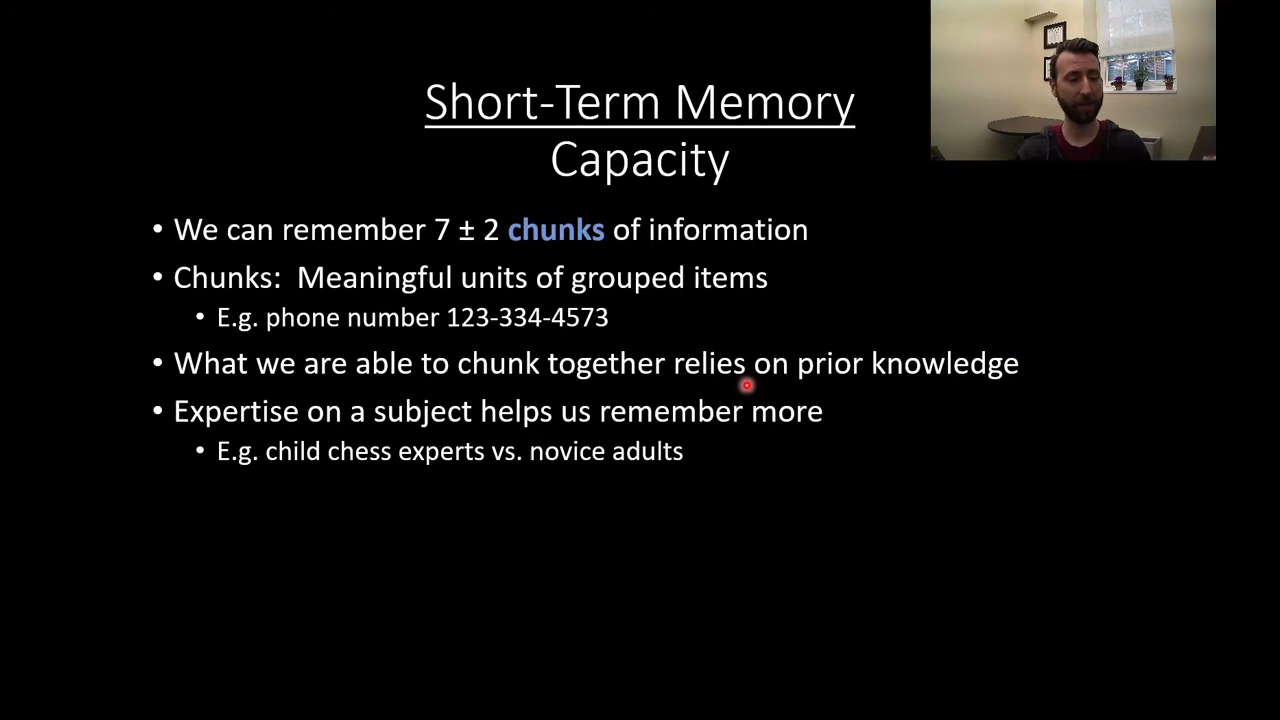 Short-Term Memory
Capacity
• We can remember 7 ± 2 chunks of information
• Chunks:  Meaningful units of grouped items
• E.g. phone number 123-334-4573
• What we are able to chunk together relies on prior knowledge
• Expertise on a subject helps us remember more
• E.g. child chess experts vs. novice adults